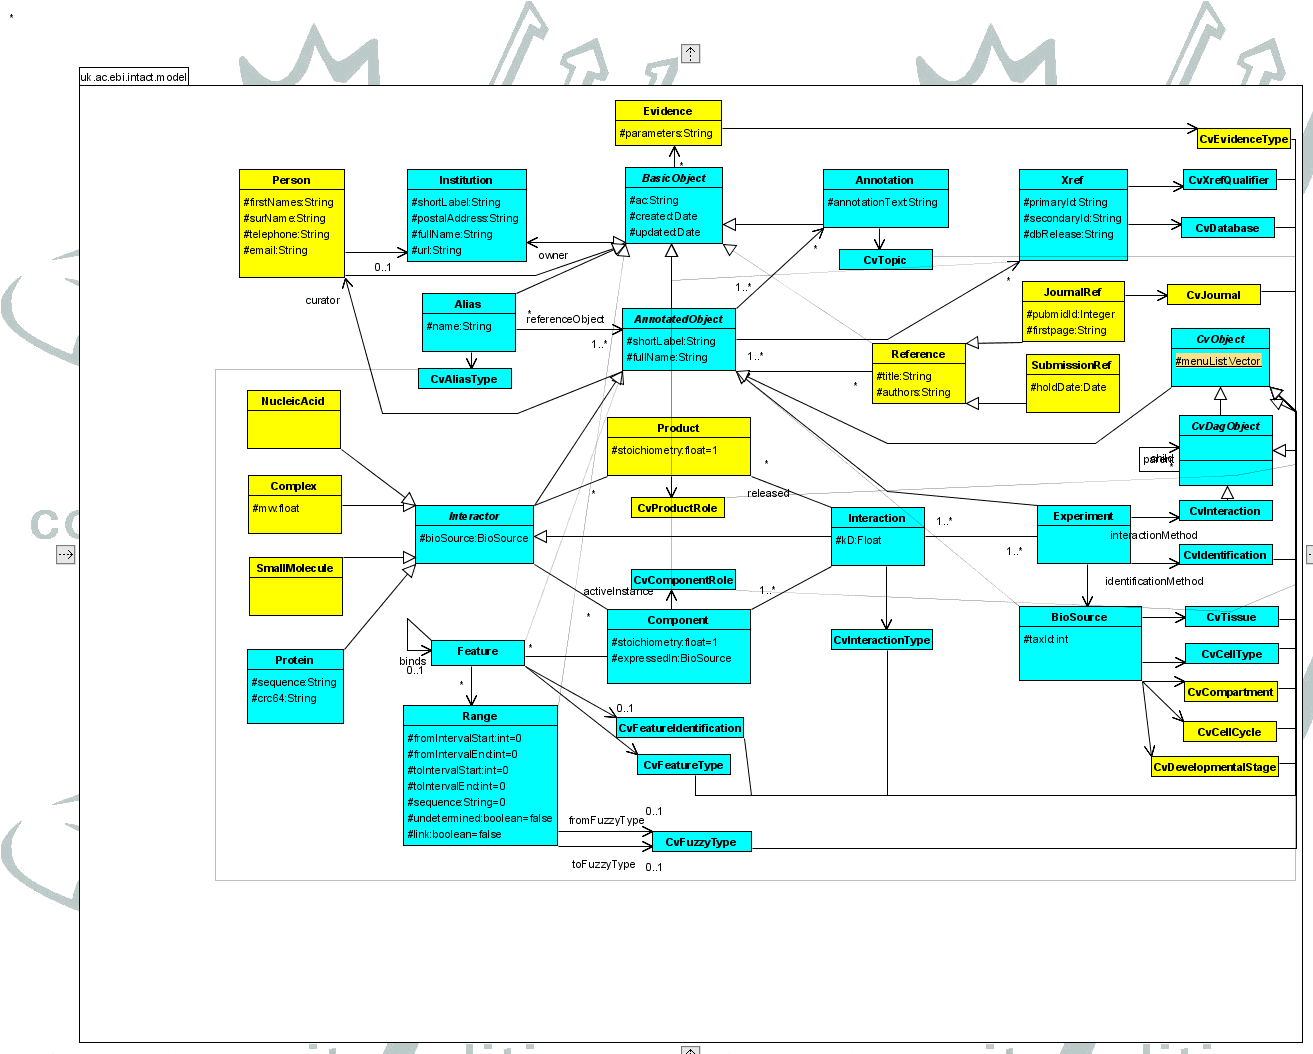 *
uk.ac.ebi.intact.model
Evidence
#parameters:String
CvEvidenceType
*
Person
#firstNames:String
#surName:String
#telephone:String
#email:String
Institution
#shortLabel:String
#postalAddress:String
#fullName:String
#url:String
BasicObject
#ac:String
#created:Date
#updated:Date
Annotation
#annotationText:String
Xref
#primaryId:String
#secondaryId:String
#dbRelease:String
CvXrefQualifier
CvDatabase
CvTopic
owner
0..1
*
*
curator
1..*
Alias
#name:String
*
referenceObject
1..*
AnnotatedObject
#shortLabel:String
#fullName:String
1..*
*
JournalRef
#pubmidId:Integer
#firstpage:String
CvJournal
Reference
#title:String
#authors:String
SubmissionRef
#holdDate:Date
CvObject
#menuList:Vector
CvAliasType
NucleicAcid
Product
#stoichiometry:float=1
*
*
released
CvDagObject
child
parent
*
Complex
#mw:float
CvProductRole
Interactor
#bioSource:BioSource
Interaction
#kD:Float
1..*
1..*
Experiment
CvInteraction
interactionMethod
CvIdentification
identificationMethod
SmallMolecule
CvComponentRole
activeInstance
*
1..*
Component
#stoichiometry:float=1
#expressedIn:BioSource
CvInteractionType
BioSource
#taxId:int
CvTissue
CvCellType
CvCompartment
CvCellCycle
CvDevelopmentalStage
Protein
#sequence:String
#crc64:String
Feature
binds
0..1
*
*
Range
#fromIntervalStart:int=0
#fromIntervalEnd:int=0
#toIntervalStart:int=0
#toIntervalEnd:int=0
#sequence:String=0
#undetermined:boolean=false
#link:boolean=false
0..1
CvFeatureIdentification
CvFeatureType
0..1
fromFuzzyType
CvFuzzyType
toFuzzyType
0..1